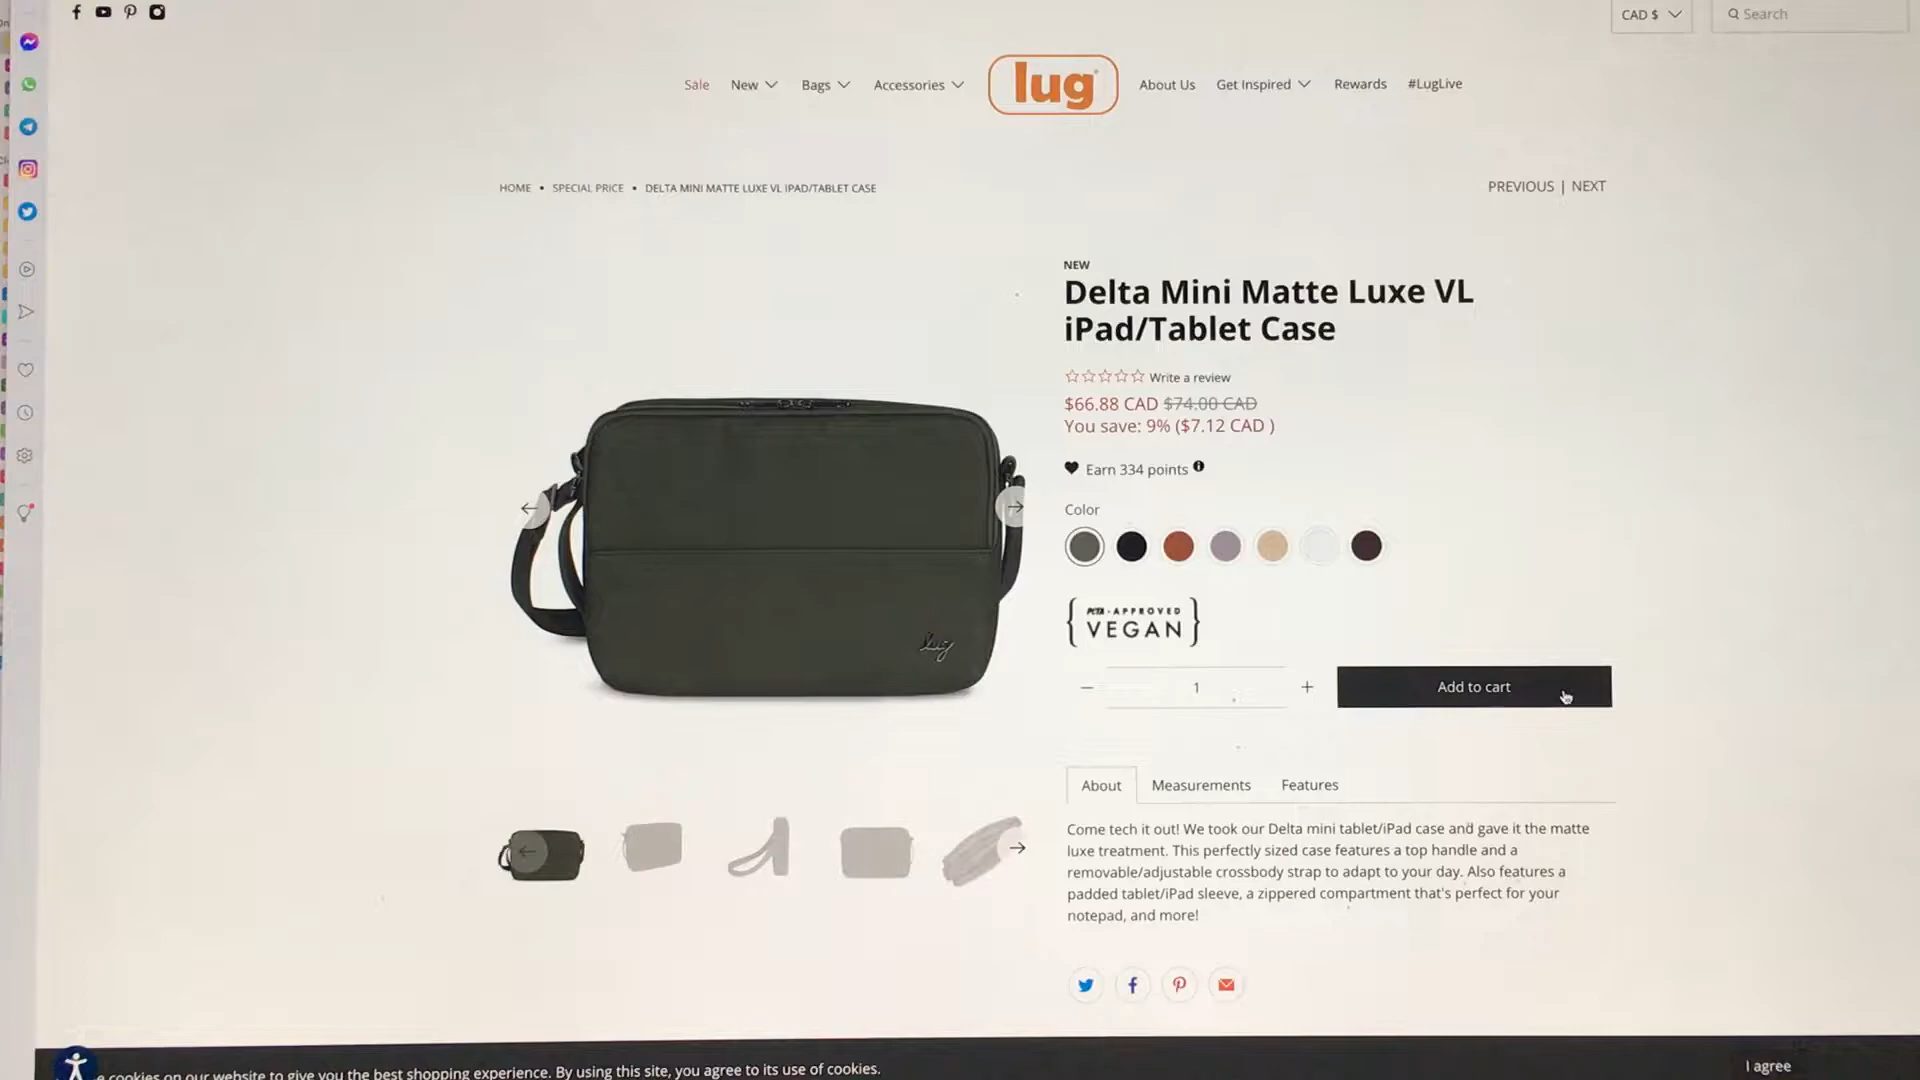 CAD $
Search
Sale
New
Bags
Accessories
lug
About Us
Get Inspired
Rewards
#LugLive
HOME • SPECIAL PRICE • DELTA MINI MATTE LUXE VL IPAD/TABLET CASE
PREVIOUS | NEXT
NEW
Delta Mini Matte Luxe VL
iPad/Tablet Case
Write a review
$66.88 CAD $74.00 CAD
You save: 9% ($7.12 CAD )
Earn 334 points
Color
PETA - APPROVED
VEGAN
lug
− 1 +
Add to cart
About
Measurements
Features
Come tech it out! We took our Delta mini tablet/iPad case and gave it the matte
luxe treatment. This perfectly sized case features a top handle and a
removable/adjustable crossbody strap to adapt to your day. Also features a
padded tablet/iPad sleeve, a zippered compartment that's perfect for your
notepad, and more!
cookies on our website to give you the best shopping experience. By using this site, you agree to its use of cookies.
I agree